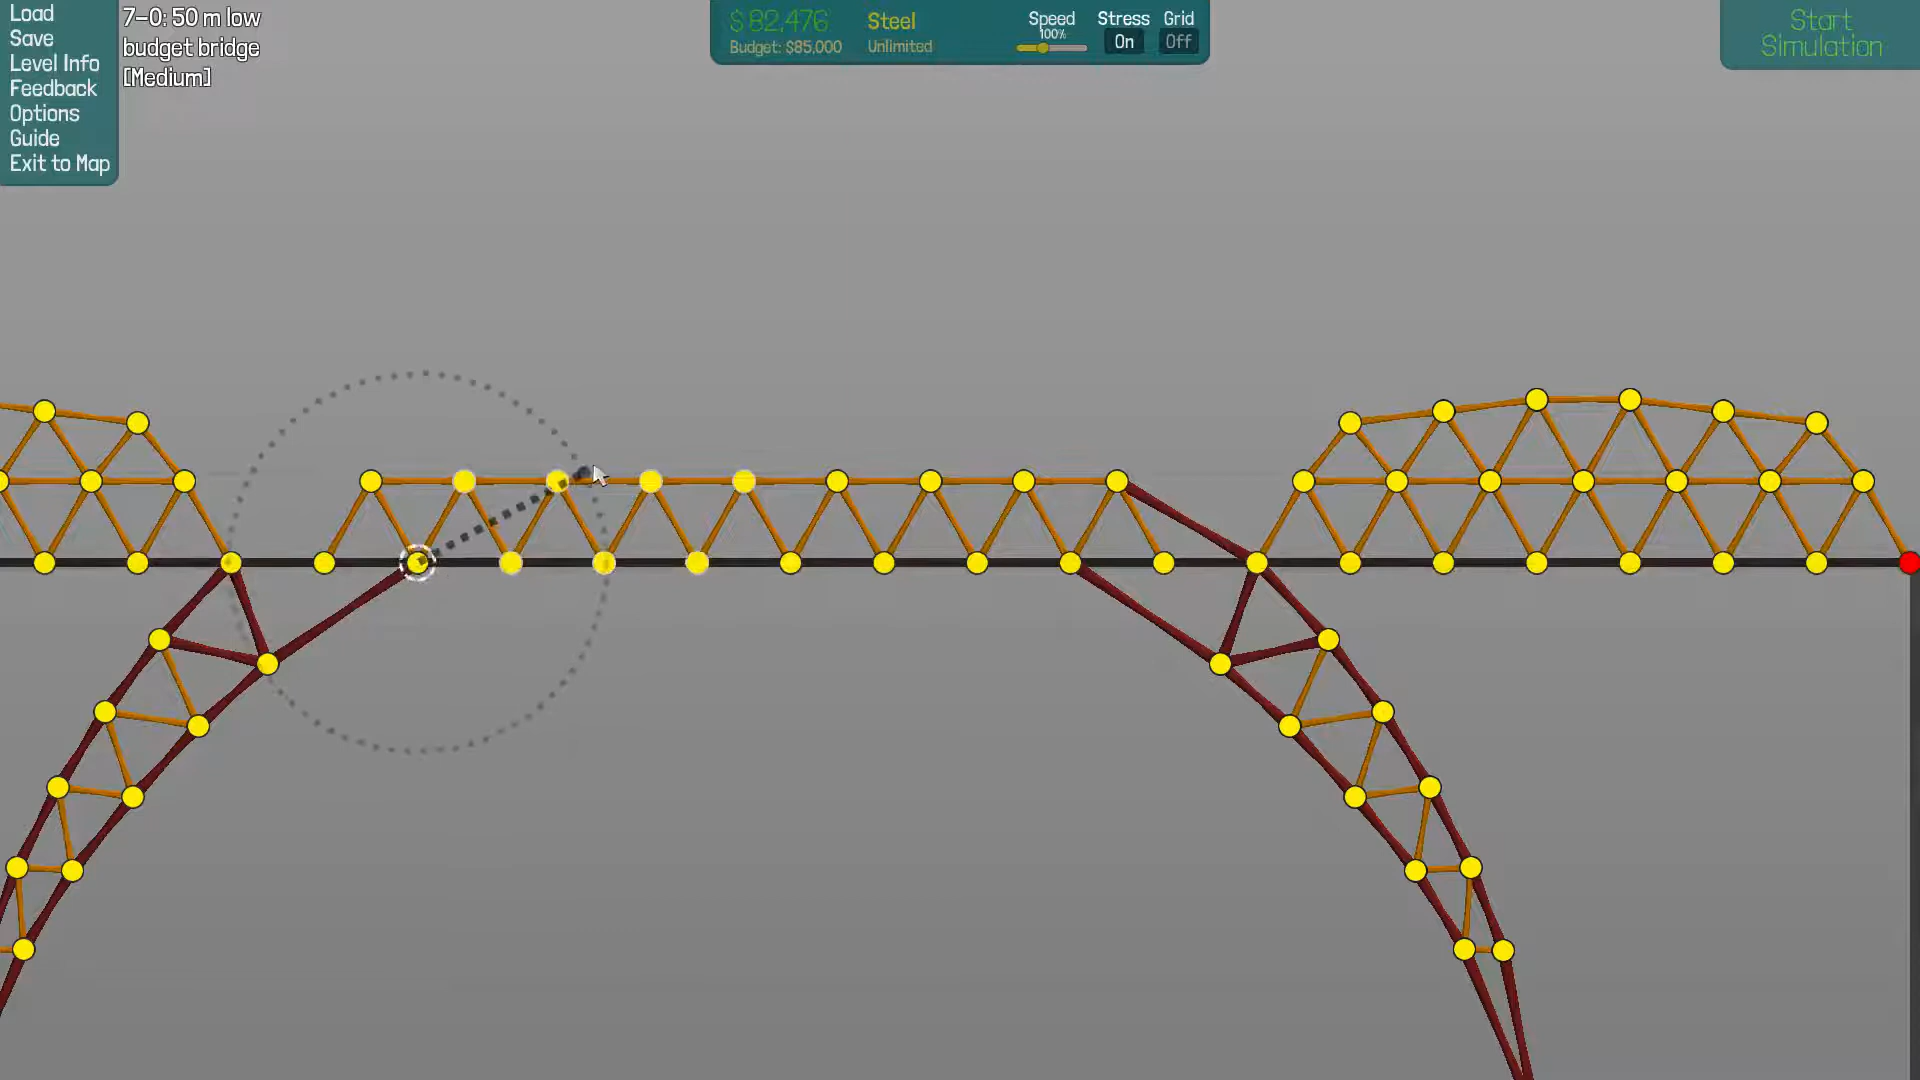 Load
Save
Level Info
Feedback
Options
Guide
Exit to Map
7-0: 50 m low
budget bridge
[Medium]
$82,476
Budget: $85,000
Steel
Unlimited
Speed
100%
Stress
On
Grid
Off
Start
Simulation